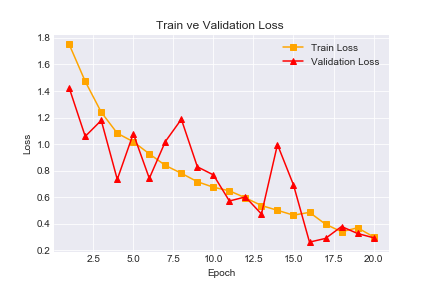 Train ve Validation Loss
1.8
1.6
1.4
1.2
1.0
0.8
0.6
0.4
0.2
Loss
Train Loss
Validation Loss
2.5 5.0 7.5 10.0 12.5 15.0 17.5 20.0
Epoch